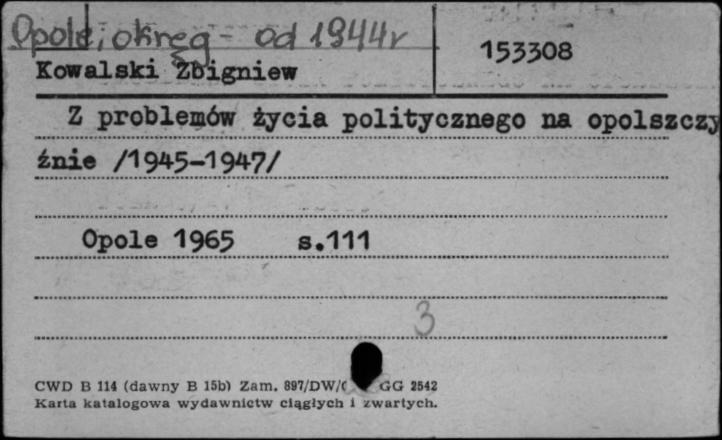 Opole, okręg - od 1944r
153308
Kowalski Zbigniew
Z problemów życia politycznego na opolszczy
źnie /1945-1947/
Opole 1965 s.111
3
CWD B 114 (dawny B 15b) Zam. 897/DW/ GG 2542
Karta katalogowa wydawnictw ciągłych i zwartych.